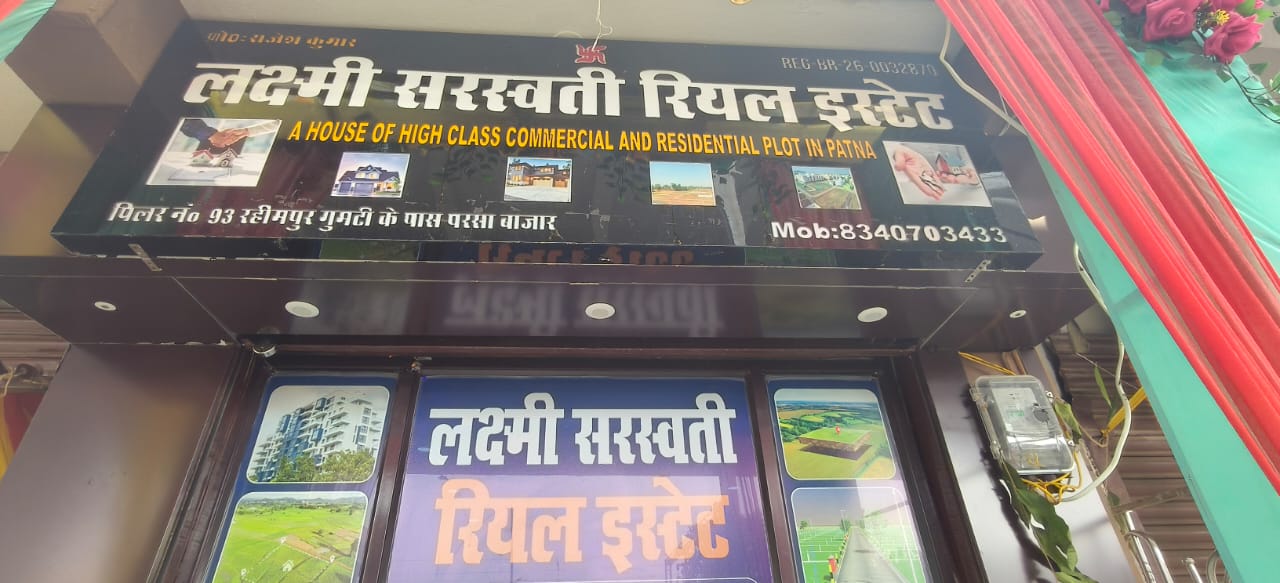 प्रो०: राजेश कुमार
REG-BR-26-0032870
लक्ष्मी सरस्वती रियल इस्टेट
A HOUSE OF HIGH CLASS COMMERCIAL AND RESIDENTIAL PLOT IN PATNA
पिलर नं० 93 रहीमपुर गुमटी के पास परसा बाजार
Mob:8340703433
लक्ष्मी सरस्वती
रियल इस्टेट